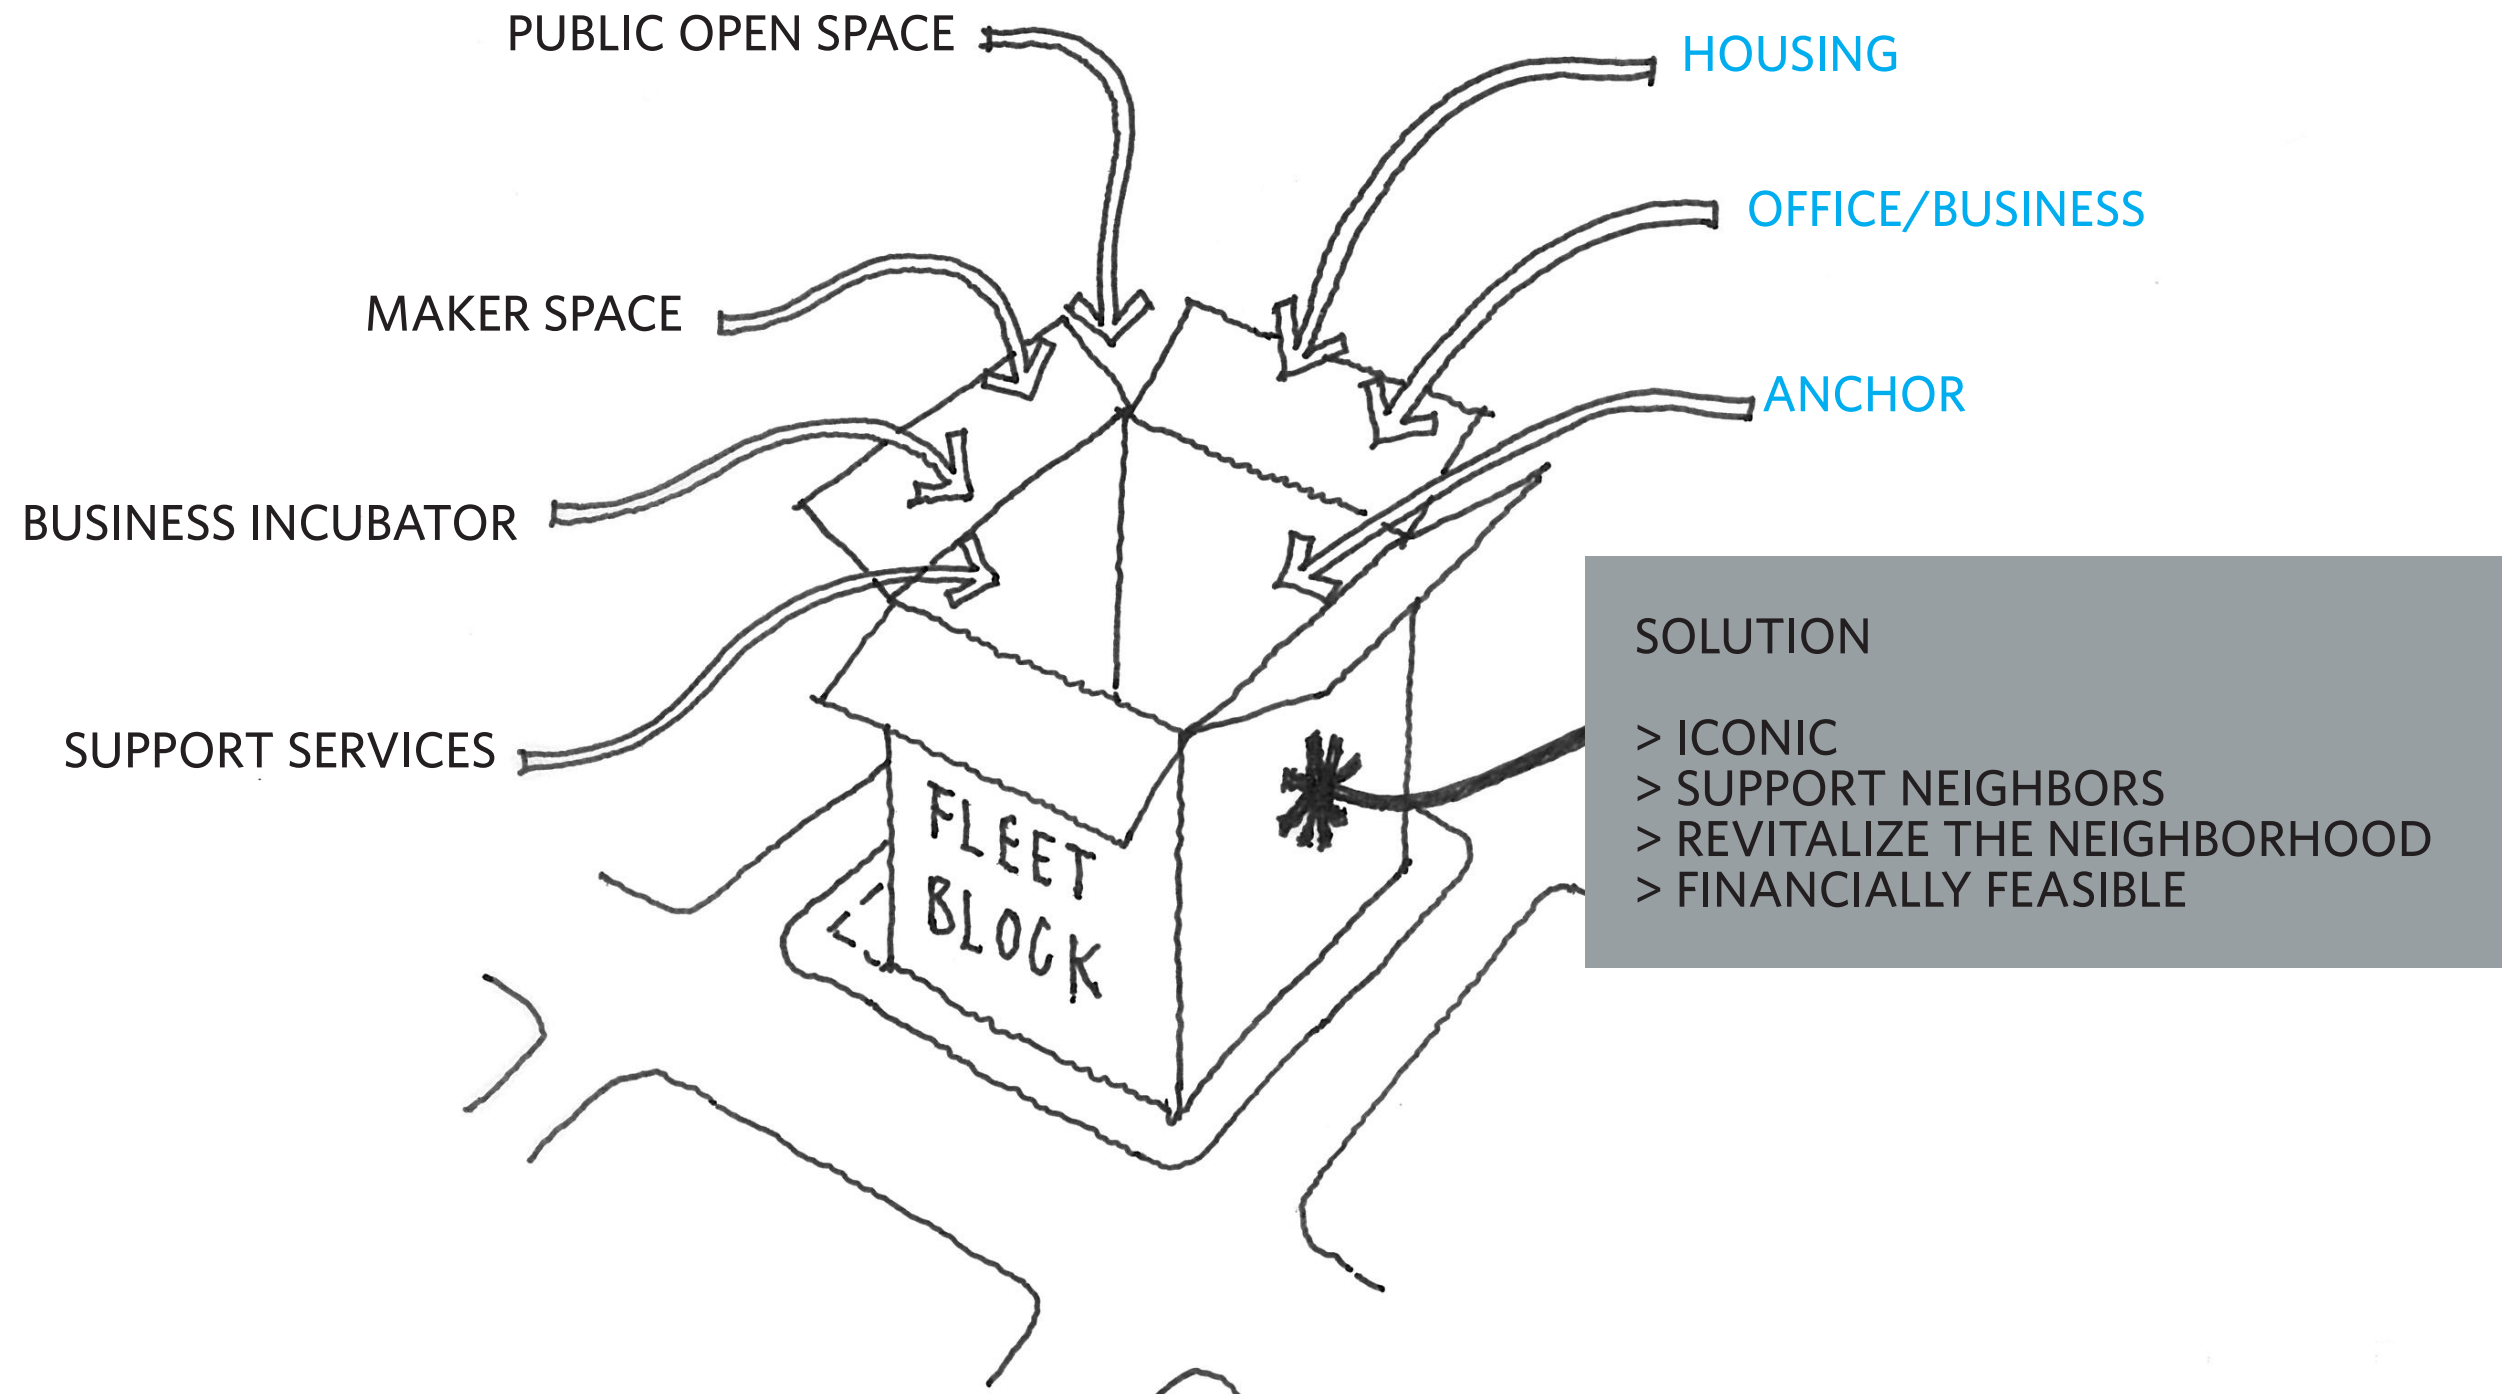 PUBLIC OPEN SPACE
HOUSING
OFFICE/BUSINESS
MAKER SPACE
ANCHOR
BUSINESS INCUBATOR
SUPPORT SERVICES
FLEET
BLOCK
SOLUTION
> ICONIC
> SUPPORT NEIGHBORS
> REVITALIZE THE NEIGHBORHOOD
> FINANCIALLY FEASIBLE